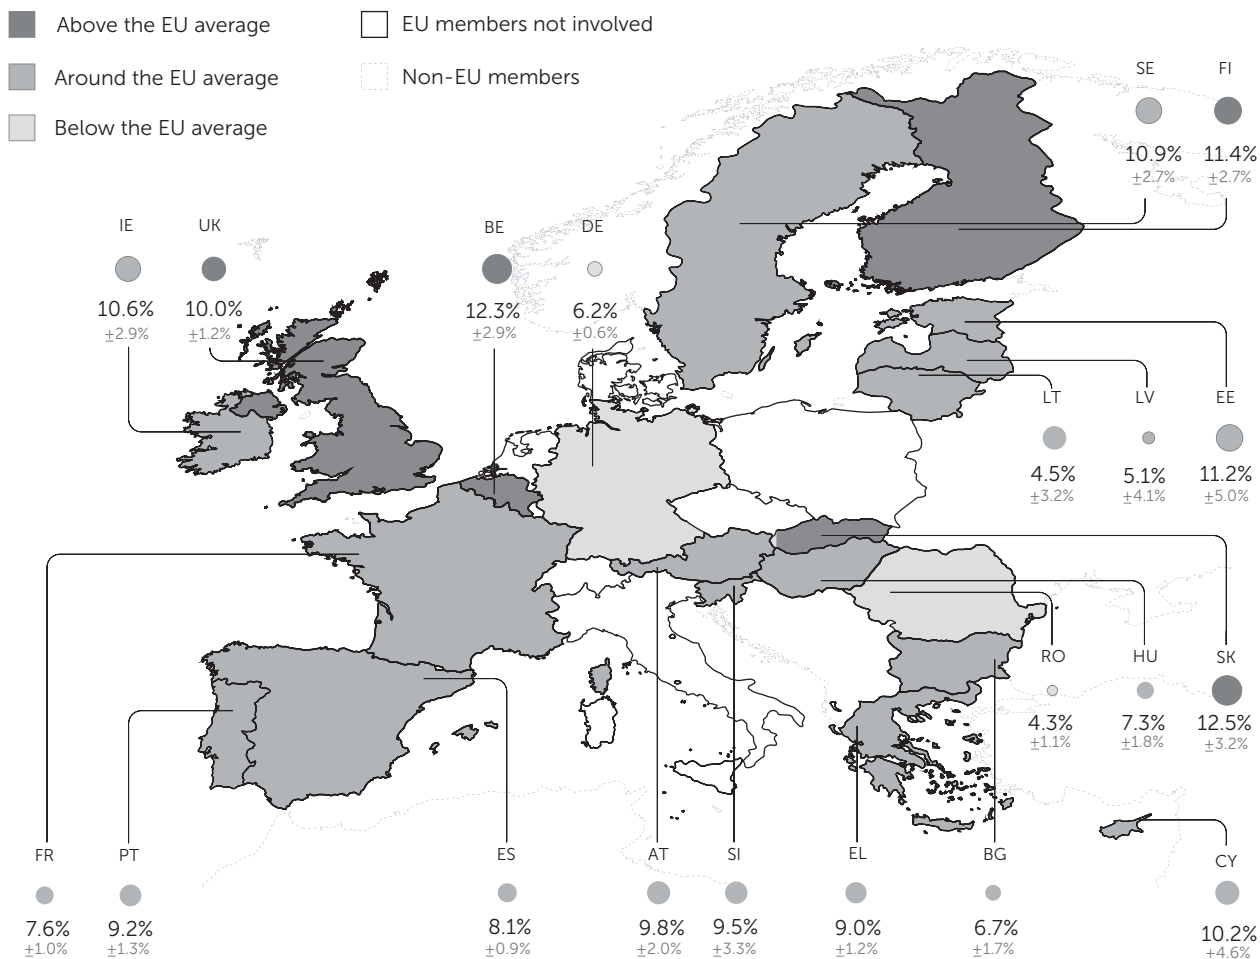 Above the EU average
EU members not involved
Around the EU average
Non-EU members
Below the EU average
SE FI
10.9% 11.4%
±2.7% ±2.7%
IE UK BE DE
10.6% 10.0% 12.3% 6.2%
±2.9% ±1.2% ±2.9% ±0.6%
LT LV EE
4.5% 5.1% 11.2%
±3.2% ±4.1% ±5.0%
RO HU SK
4.3% 7.3% 12.5%
±1.1% ±1.8% ±3.2%
FR PT ES AT SI EL BG CY
7.6% 9.2% 8.1% 9.8% 9.5% 9.0% 6.7% 10.2%
±1.0% ±1.3% ±0.9% ±2.0% ±3.3% ±1.2% ±1.7% ±4.6%